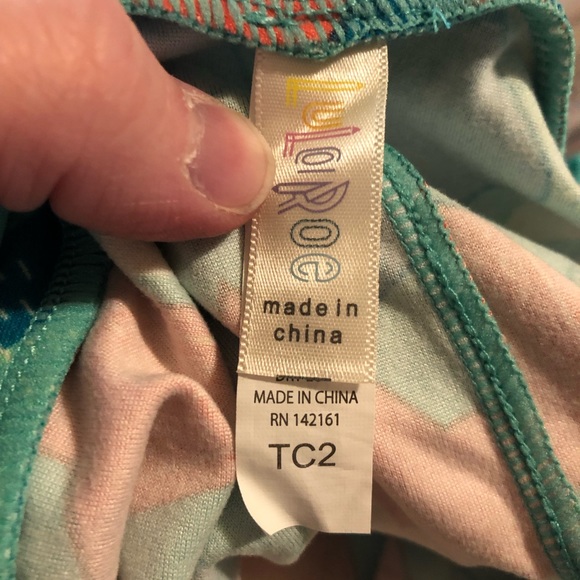 LuLaRoe
made in
china
MADE IN CHINA
RN 142161
TC2